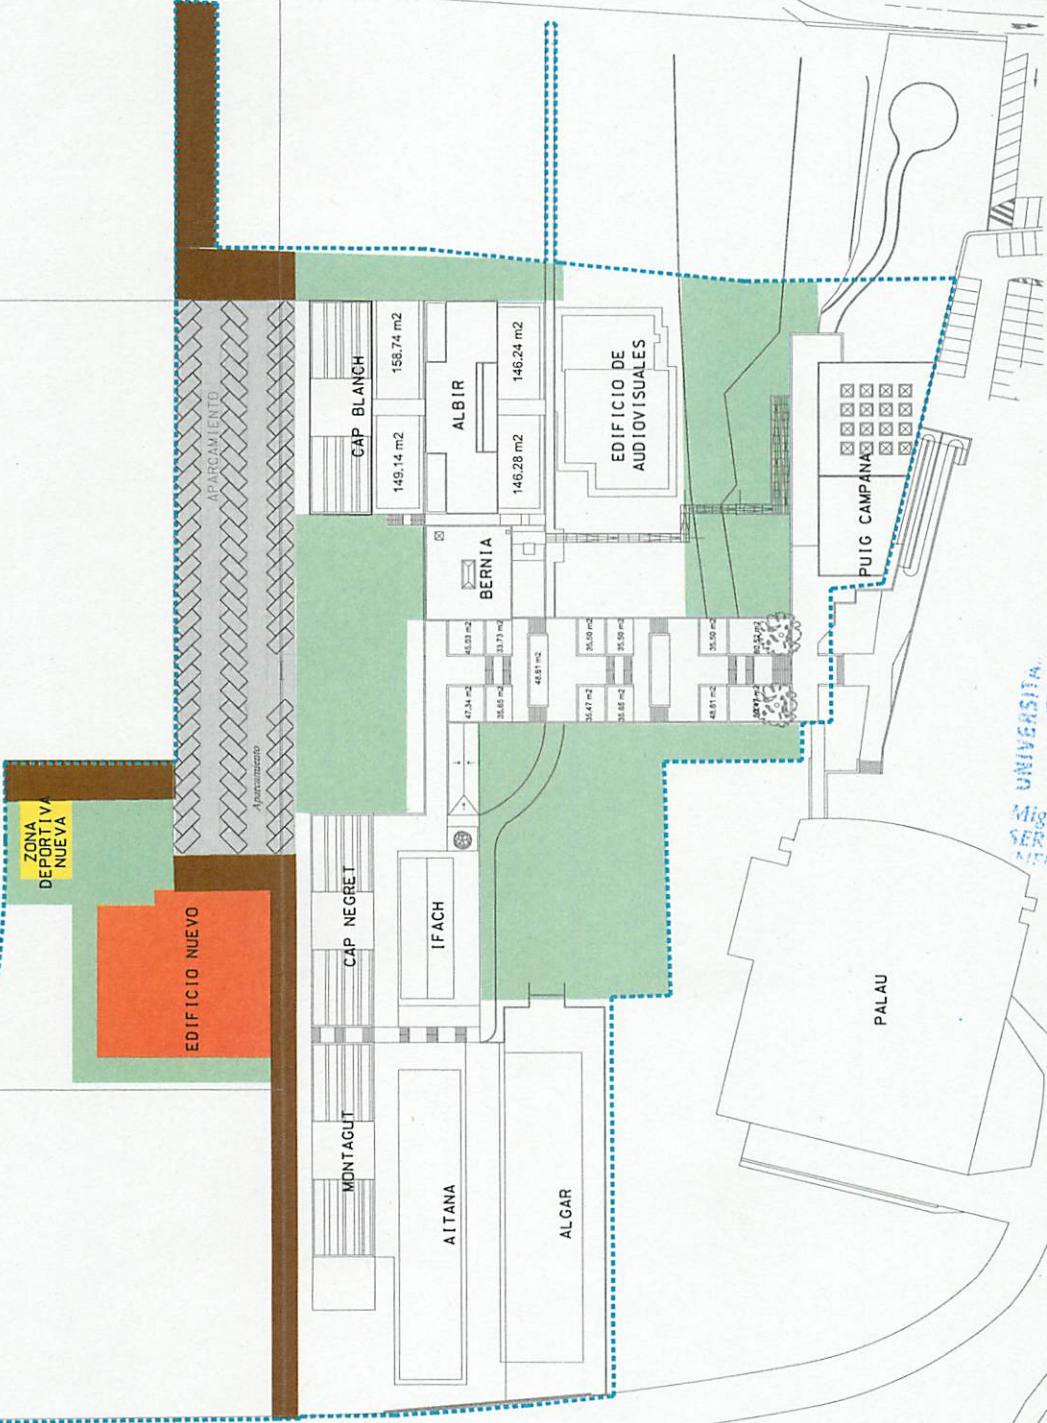 APARCAMIENTO
Aparcamiento
ZONA
DEPORTIVA
NUEVA
EDIFICIO NUEVO
CAP BLANCH
158.74 m2
149.14 m2
ALBIR
146.24 m2
146.28 m2
EDIFICIO DE
AUDIOVISUALES
BERNIA
PUIG CAMPANA
45.03 m2
33.73 m2
47.34 m2
35.65 m2
48.61 m2
35.50 m2
35.50 m2
35.47 m2
35.65 m2
35.50 m2
48.61 m2
CAP NEGRET
IFACH
MONTAGUT
AITANA
ALGAR
PALAU
UNIVERSITA